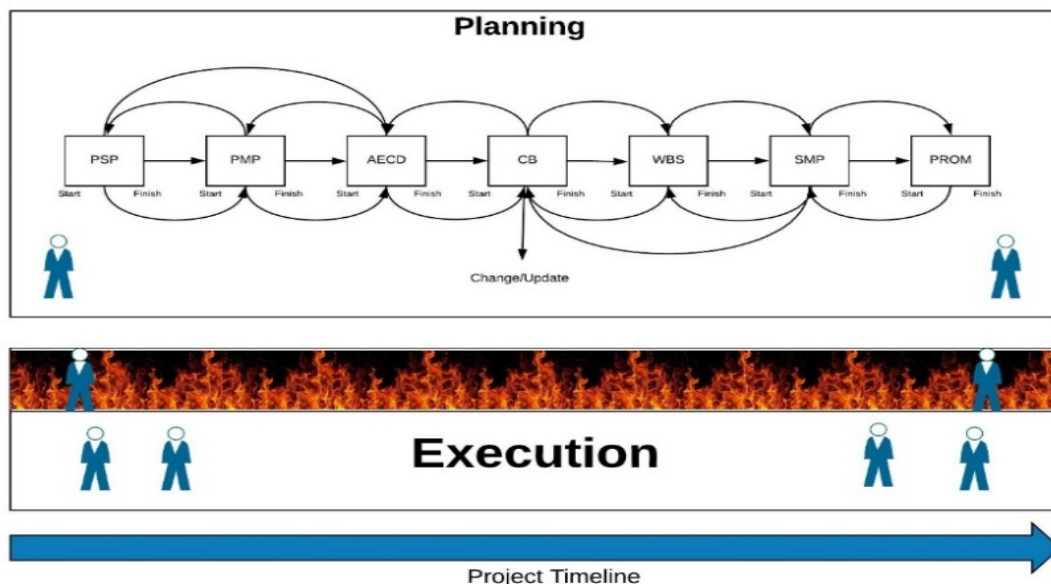 Planning
PSP PMP AECD CB WBS SMP PROM
Start Finish Start Finish Start Finish Start Finish Start Finish Start Finish Start Finish
Change/Update
Execution
Project Timeline